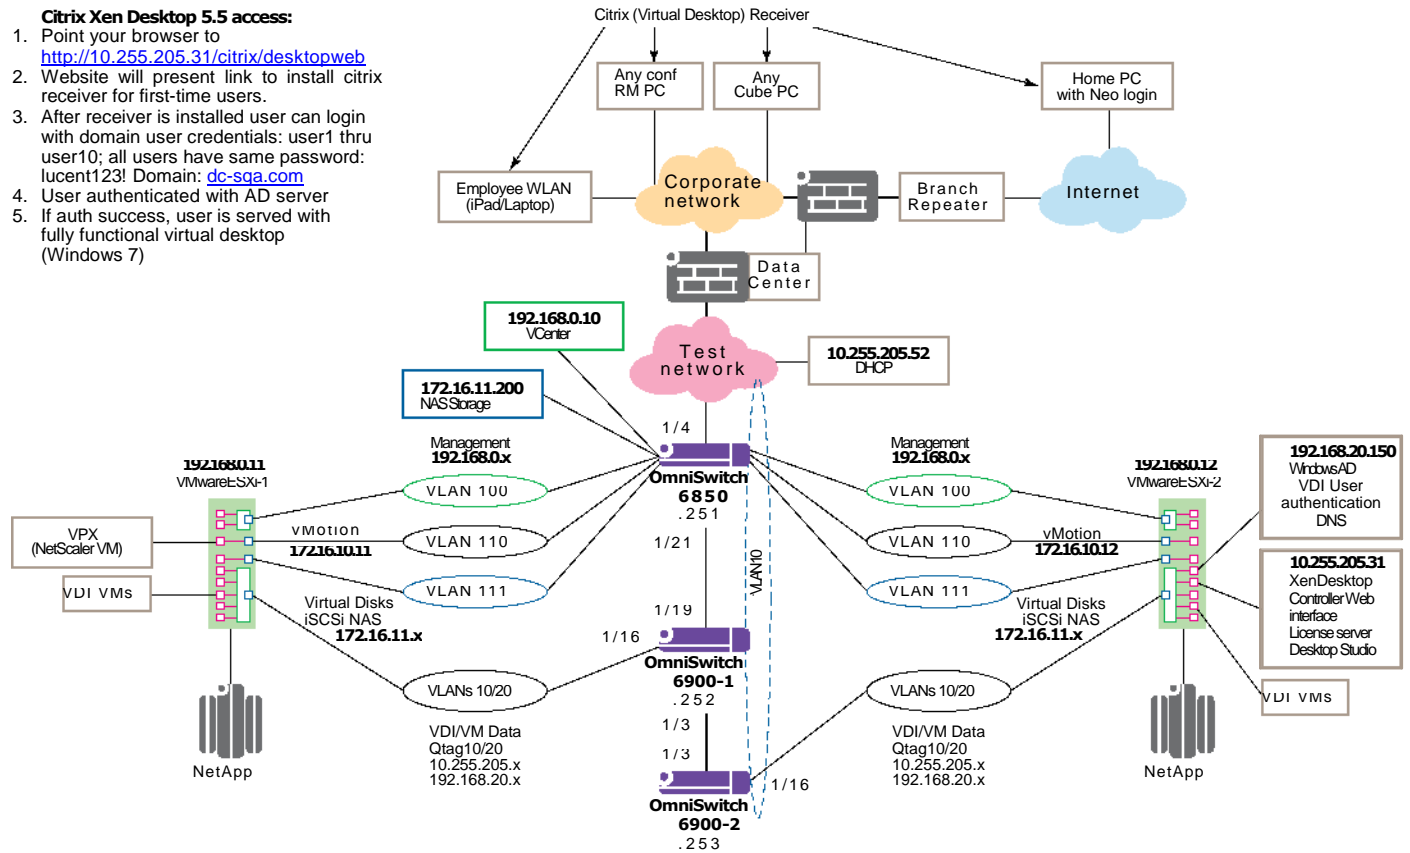 Citrix Xen Desktop 5.5 access:
1. Point your browser to
http://10.255.205.31/citrix/desktopweb
2. Website will present link to install citrix
receiver for first-time users.
3. After receiver is installed user can login
with domain user credentials: user1 thru
user10; all users have same password:
lucent123! Domain: dc-sqa.com
4. User authenticated with AD server
5. If auth success, user is served with
fully functional virtual desktop
(Windows 7)
Citrix (Virtual Desktop) Receiver
Any conf
RM PC
Any
Cube PC
Home PC
with Neo login
Employee WLAN
(iPad/Laptop)
Corporate
network
Branch
Repeater
Internet
Data
Center
192.168.0.10
VCenter
Test
network
10.255.205.52
DHCP
172.16.11.200
NAS Storage
1/4
Management
192.168.0.x
Management
192.168.0.x
192.168.0.11
VMwareESXi-1
192.168.0.12
VMwareESXi-2
192.168.20.150
Windows AD
VDI User
authentication
DNS
VLAN 100
OmniSwitch
6850
.251
VLAN 100
VPX
(NetScaler VM)
vMotion
172.16.10.11
VLAN 110
1/21
VLAN10
VLAN 110
vMotion
172.16.10.12
10.255.205.31
Xen Desktop
Controller Web
interface
License server
Desktop Studio
VDI VMs
VLAN 111
VLAN 111
Virtual Disks
iSCSi NAS
172.16.11.x
1/19
1/16
Virtual Disks
iSCSi NAS
172.16.11.x
OmniSwitch
6900-1
.252
VLANs 10/20
VLANs 10/20
VDI VMs
VDI/VM Data
Qtag10/20
10.255.205.x
192.168.20.x
1/3
1/3
VDI/VM Data
Qtag10/20
10.255.205.x
192.168.20.x
NetApp
NetApp
1/16
OmniSwitch
6900-2
.253